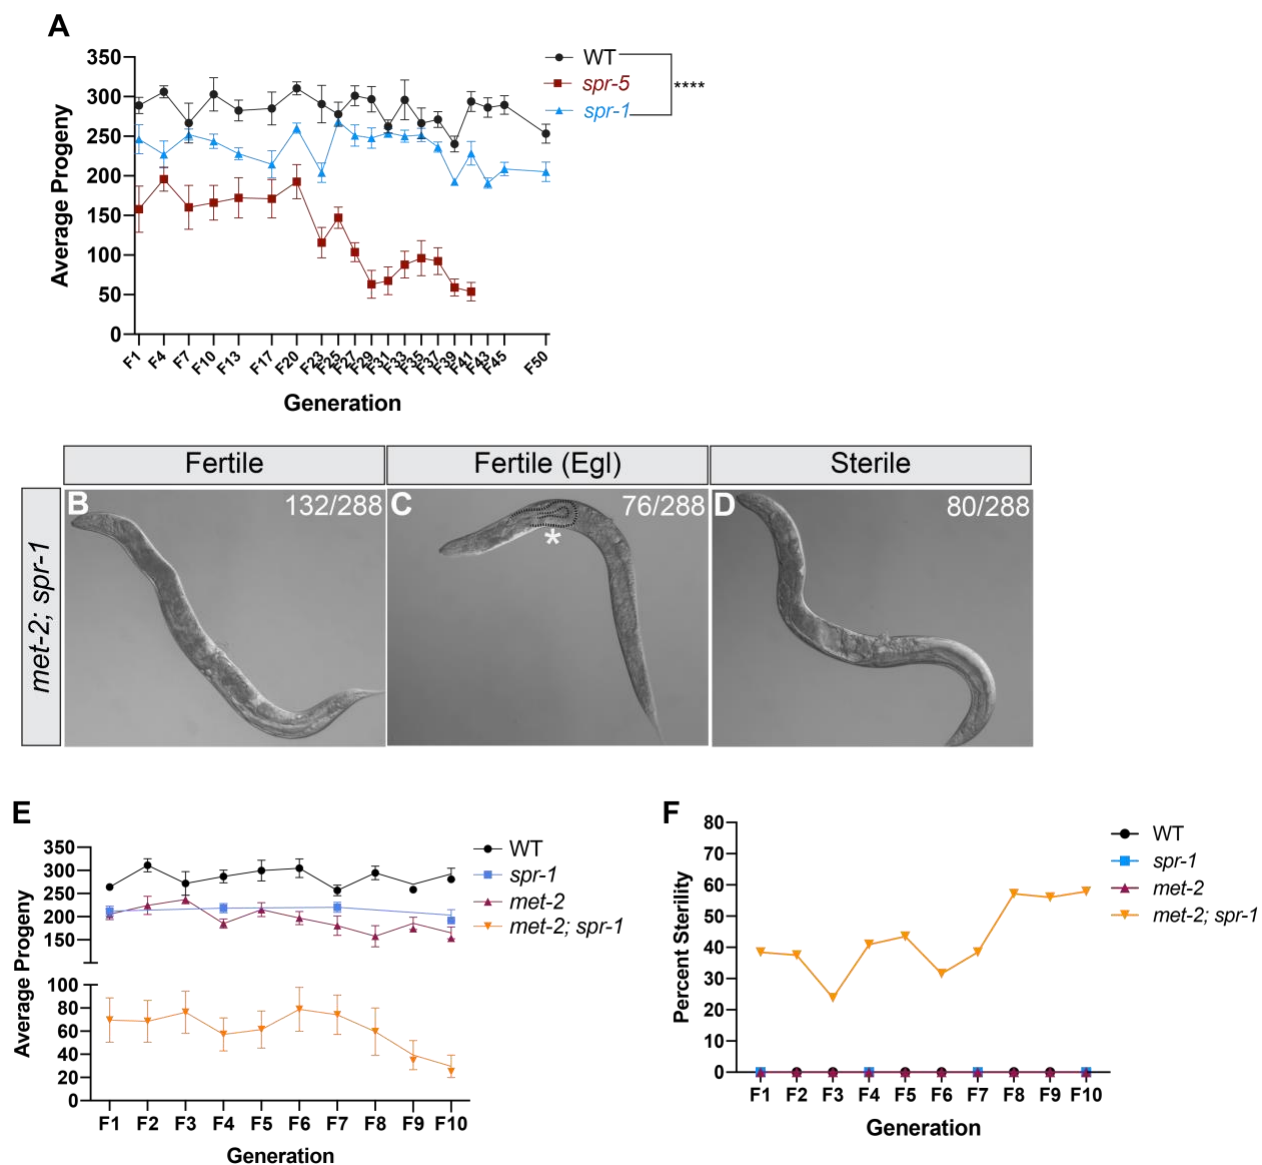 A
350
300
250
200
150
100
50
0
Average Progeny
F1 F4 F7 F10 F13 F17 F20 F23 F25 F27 F29 F31 F33 F35 F37 F39 F41 F43 F45 F50
Generation
WT
spr-5
spr-1
****
Fertile
Fertile (Egl)
Sterile
met-2; spr-1
B 132/288
C 76/288
*
D 80/288
E
350
300
250
200
150
100
80
60
40
20
0
Average Progeny
F1 F2 F3 F4 F5 F6 F7 F8 F9 F10
Generation
WT
spr-1
met-2
met-2; spr-1
F
80
70
60
50
40
30
20
10
0
Percent Sterility
F1 F2 F3 F4 F5 F6 F7 F8 F9 F10
Generation
WT
spr-1
met-2
met-2; spr-1